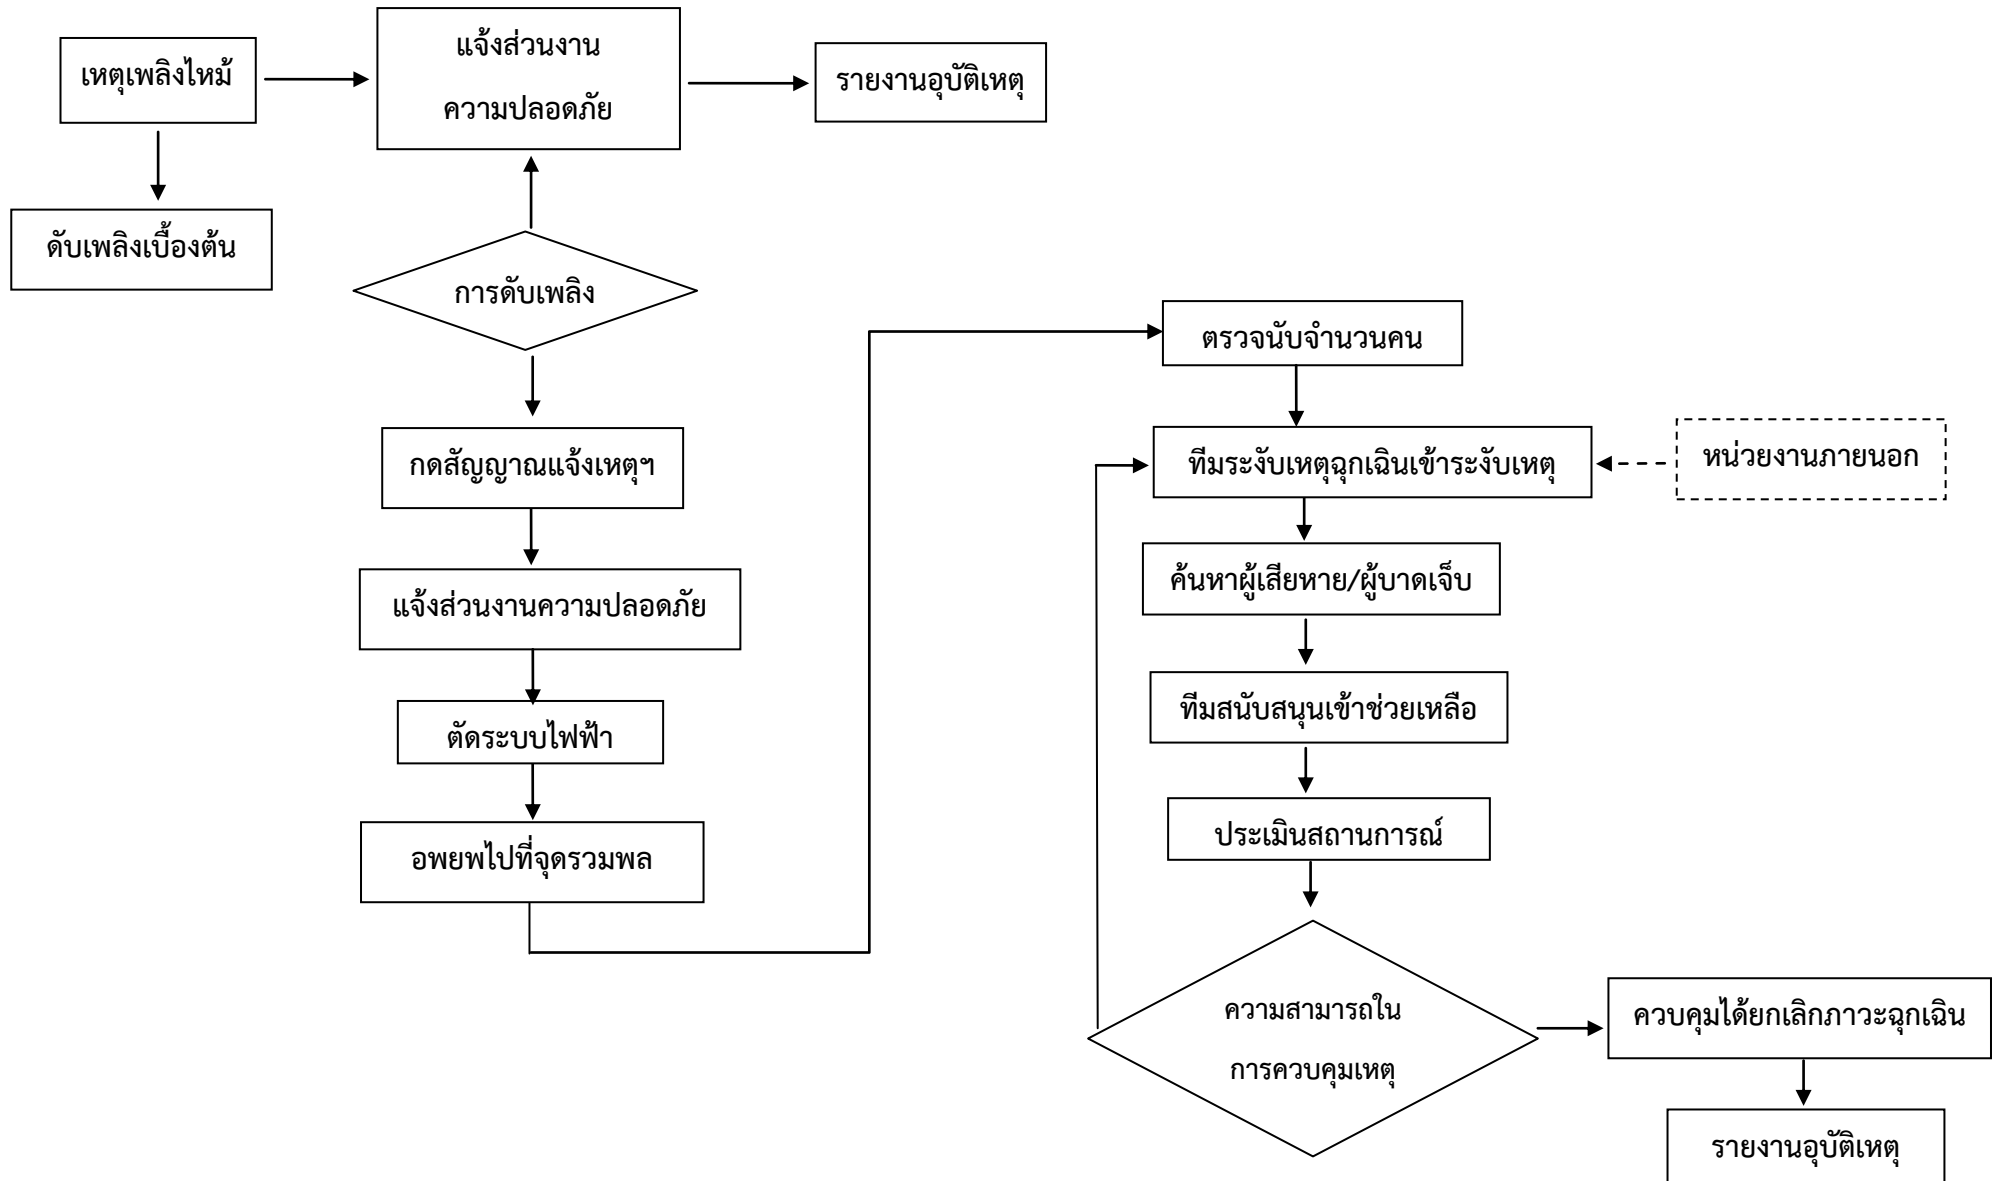 เหตุเพลิงไหม้
แจ้งส่วนงาน
ความปลอดภัย
รายงานอุบัติเหตุ
ดับเพลิงเบื้องต้น
การดับเพลิง
กดสัญญาณแจ้งเหตุฯ
แจ้งส่วนงานความปลอดภัย
ตัดระบบไฟฟ้า
อพยพไปที่จุดรวมพล
ตรวจนับจำนวนคน
ทีมระงับเหตุฉุกเฉินเข้าระงับเหตุ
หน่วยงานภายนอก
ค้นหาผู้เสียหาย/ผู้บาดเจ็บ
ทีมสนับสนุนเข้าช่วยเหลือ
ประเมินสถานการณ์
ความสามารถใน
การควบคุมเหตุ
ควบคุมได้ยกเลิกภาวะฉุกเฉิน
รายงานอุบัติเหตุ